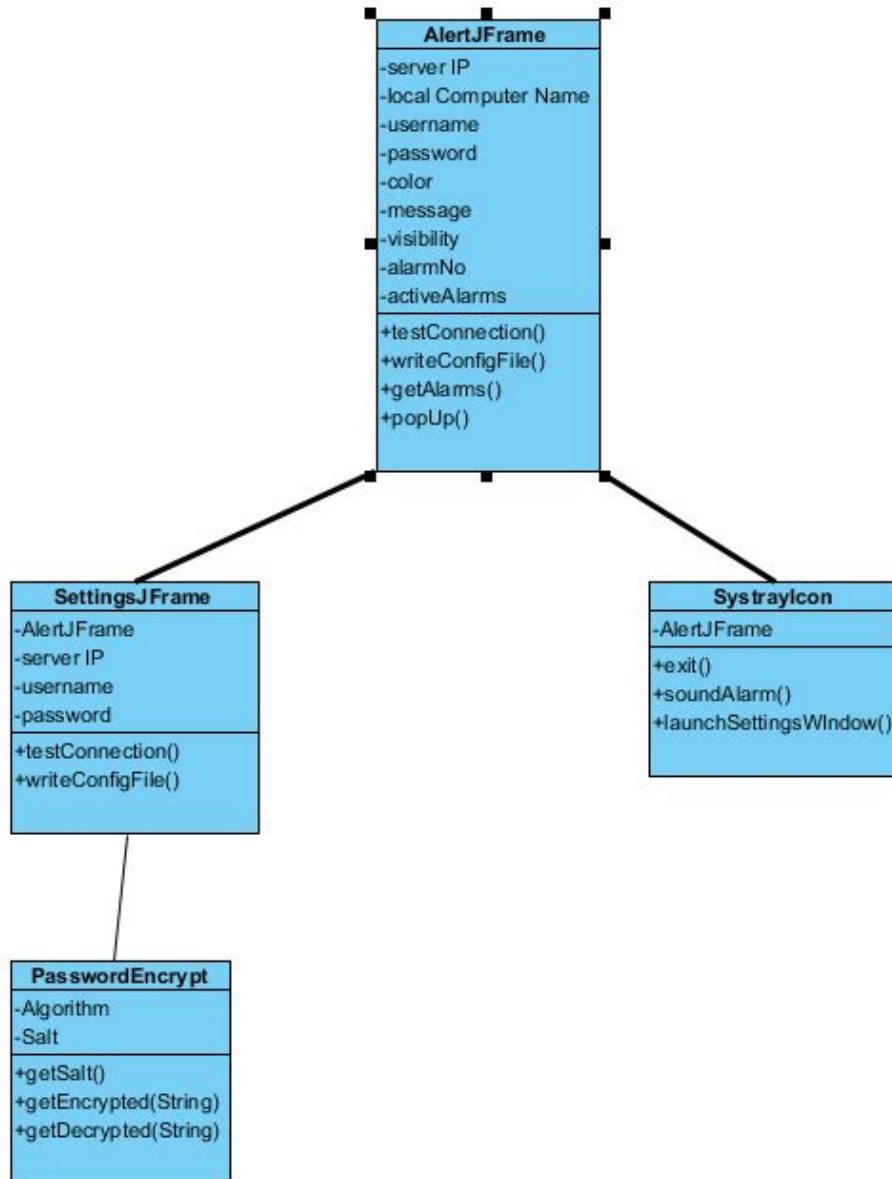 AlertJFrame
-server IP
-local Computer Name
-username
-password
-color
-message
-visibility
-alarmNo
-activeAlarms
+testConnection()
+writeConfigFile()
+getAlarms()
+popUp()
SettingsJFrame
-AlertJFrame
-server IP
-username
-password
+testConnection()
+writeConfigFile()
SystrayIcon
-AlertJFrame
+exit()
+soundAlarm()
+launchSettingsWIndow()
PasswordEncrypt
-Algorithm
-Salt
+getSalt()
+getEncrypted(String)
+getDecrypted(String)